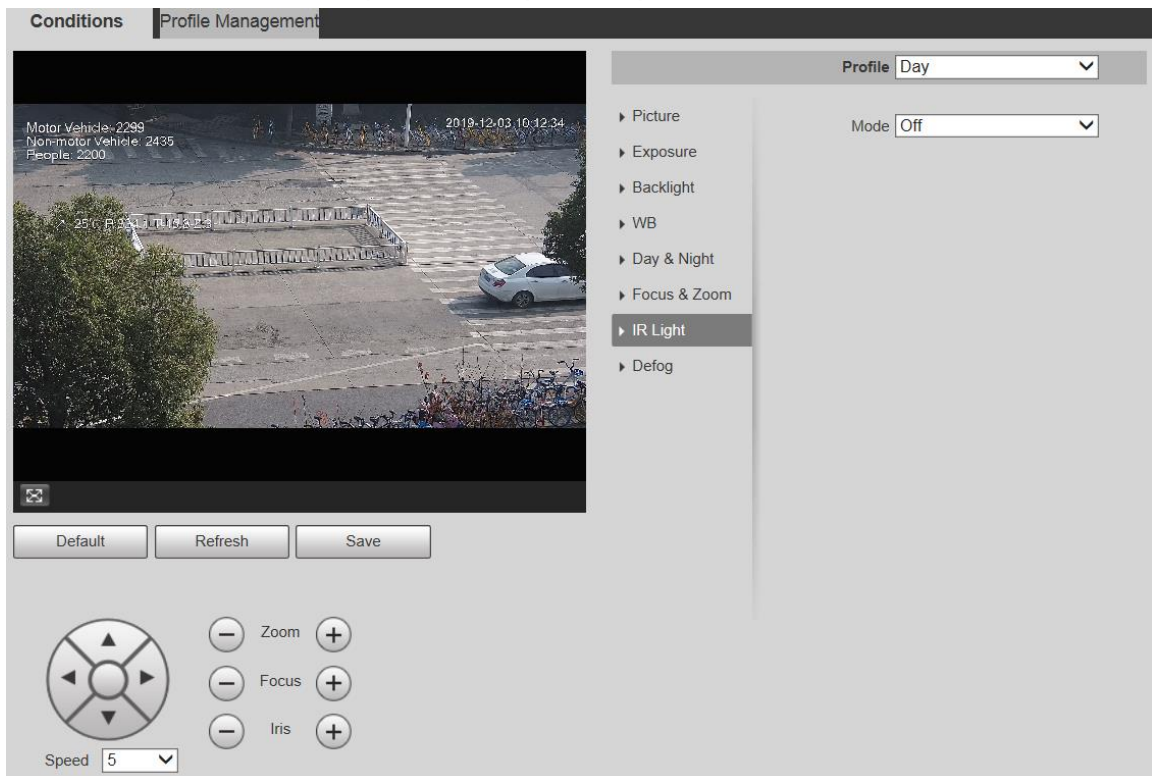 Conditions
Profile Management
Profile Day
Motor Vehicle: 2299
2019-12-03 10:12:34
Non-motor Vehicle: 2435
People: 2200
Picture
Mode Off
Exposure
Backlight
WB
Day & Night
Focus & Zoom
IR Light
Defog
Default
Refresh
Save
Zoom
Focus
Iris
Speed 5